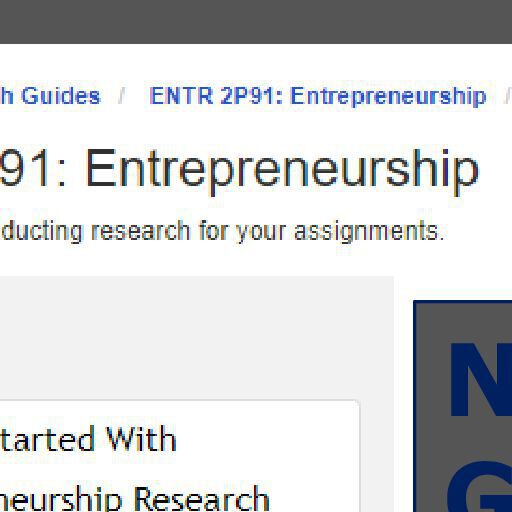 h Guides / ENTR 2P91: Entrepreneurship /
91: Entrepreneurship
ducting research for your assignments.
tarted With
neurship Research
N
G